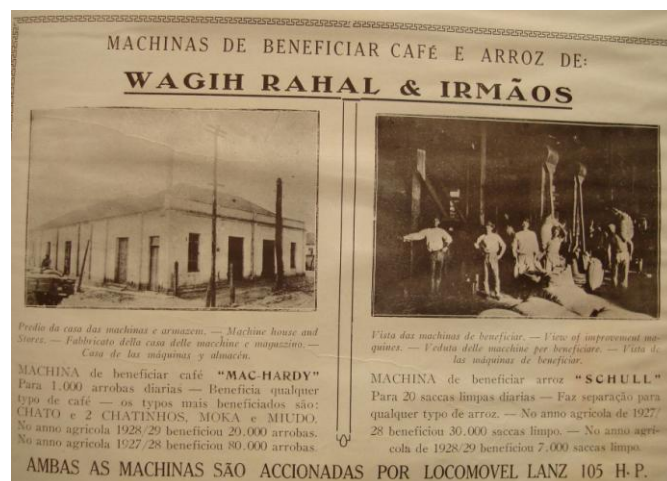 MACHINAS DE BENEFICIAR CAFÉ E ARROZ DE:
WAGIH RAHAL & IRMÃOS
Predio da casa das machinas e armazem. — Machine house and
Stores. — Fabbricato della casa delle macchine e magazzino. —
Casa de las máquinas y almacén.
MACHINA de beneficiar café "MAC-HARDY"
Para 1.000 arrobas diarias — Beneficia qualquer
typo de café — os typos mais beneficiados são:
CHATO e 2 CHATINHOS, MOKA e MIUDO.
No anno agricola 1928/29 beneficiou 20.000 arrobas.
No anno agricola 1927/28 beneficiou 80.000 arrobas.
Vista das machinas de beneficiar. — View of improvement ma-
quines. — Veduta delle macchine per beneficiare. — Vista de
las máquinas de beneficiar.
MACHINA de beneficiar arroz "SCHULL"
Para 20 saccas limpas diarias — Faz separação para
qualquer typo de arroz. — No anno agricola de 1927/
28 beneficiou 30.000 saccas limpo. — No anno agri-
cola de 1928/29 beneficiou 7.000 saccas limpo.
AMBAS AS MACHINAS SÃO ACCIONADAS POR LOCOMOVEL LANZ 105 H. P.